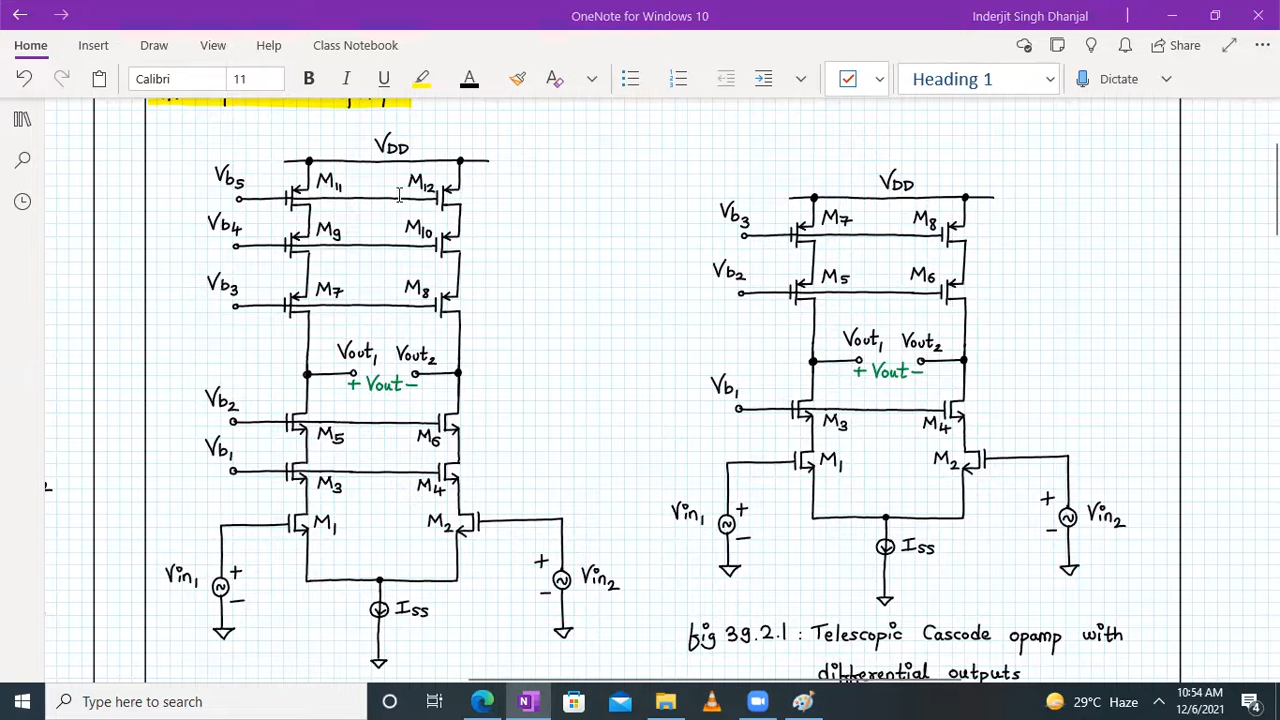 OneNote for Windows 10
Inderjit Singh Dhanjal
Home Insert Draw View Help Class Notebook
Share
Calibri 11 B I U A Heading 1 Dictate
VDD
Vb5 M11 M12
Vb4 M9 M10
Vb3 M7 M8
Vout1 Vout2
+ Vout -
Vb2 M5 M6
Vb1 M3 M4
M1 M2
Vin1 + - + - Vin2
ISS
VDD
Vb3 M7 M8
Vb2 M5 M6
Vout1 Vout2
+ Vout -
Vb1 M3 M4
M1 M2
Vin1 + - + - Vin2
ISS
fig 39.2.1 : Telescopic Cascode opamp with
differential outputs
Type here to search
29°C Haze
10:54 AM
12/6/2021
4